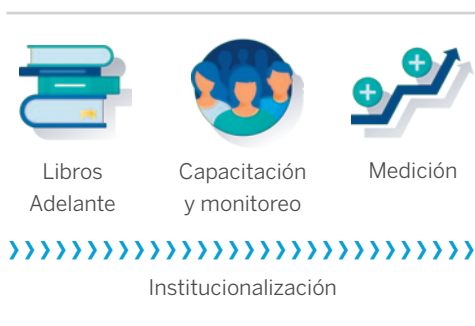 Libros
Adelante
Capacitación
y monitoreo
Medición
Institucionalización